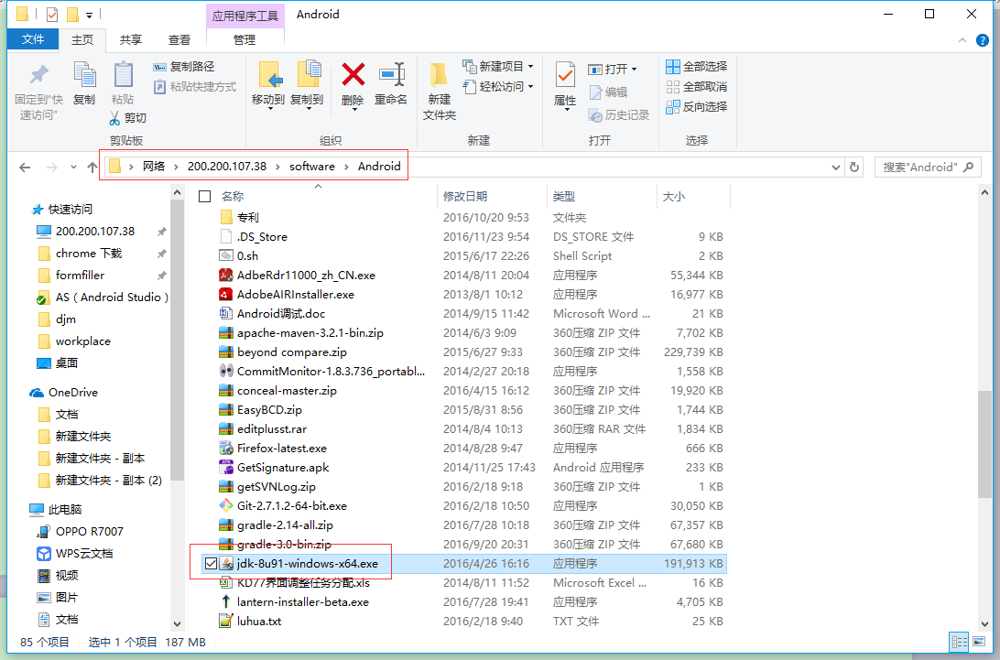 应用程序工具 Android
文件 主页 共享 查看 管理
固定到"快速访问"
复制
粘贴
复制路径
粘贴快捷方式
剪切
剪贴板
移动到
复制到
删除
重命名
组织
新建文件夹
新建项目
轻松访问
新建
属性
打开
编辑
历史记录
打开
全部选择
全部取消
反向选择
选择
网络 200.200.107.38 software Android
搜索"Android"
快速访问
200.200.107.38
chrome 下载
formfiller
AS ( Android Studio )
djm
workplace
桌面
OneDrive
文档
新建文件夹
新建文件夹 - 副本
新建文件夹 - 副本 (2)
此电脑
OPPO R7007
WPS云文档
视频
图片
文档
名称 修改日期 类型 大小
专利 2016/10/20 9:53 文件夹
.DS_Store 2016/11/23 9:54 DS_STORE 文件 9 KB
0.sh 2015/6/17 22:26 Shell Script 2 KB
AdbeRdr11000_zh_CN.exe 2014/8/11 20:04 应用程序 55,344 KB
AdobeAIRInstaller.exe 2013/8/1 10:12 应用程序 16,977 KB
Android调试.doc 2014/9/15 11:42 Microsoft Word ... 21 KB
apache-maven-3.2.1-bin.zip 2014/6/3 9:09 360压缩 ZIP 文件 7,702 KB
beyond compare.zip 2015/6/27 9:33 360压缩 ZIP 文件 229,739 KB
CommitMonitor-1.8.3.736_portabl... 2014/2/27 20:18 应用程序 1,558 KB
conceal-master.zip 2016/4/15 16:12 360压缩 ZIP 文件 19,920 KB
EasyBCD.zip 2015/8/31 8:56 360压缩 ZIP 文件 1,744 KB
editplusst.rar 2014/8/4 10:13 360压缩 RAR 文件 1,834 KB
Firefox-latest.exe 2014/8/28 9:47 应用程序 666 KB
GetSignature.apk 2014/11/25 17:43 Android 应用程序 233 KB
getSVNLog.zip 2016/2/18 9:18 360压缩 ZIP 文件 1 KB
Git-2.7.1.2-64-bit.exe 2016/2/18 10:50 应用程序 30,050 KB
gradle-2.14-all.zip 2016/7/28 10:18 360压缩 ZIP 文件 67,357 KB
gradle-3.0-bin.zip 2016/9/20 20:31 360压缩 ZIP 文件 67,680 KB
jdk-8u91-windows-x64.exe 2016/4/26 16:16 应用程序 191,913 KB
KD77界面调整任务分配.xls 2014/8/11 11:52 Microsoft Excel ... 16 KB
lantern-installer-beta.exe 2016/7/28 19:41 应用程序 4,705 KB
luhua.txt 2016/2/18 9:40 TXT 文件 25 KB
85 个项目 选中 1 个项目 187 MB